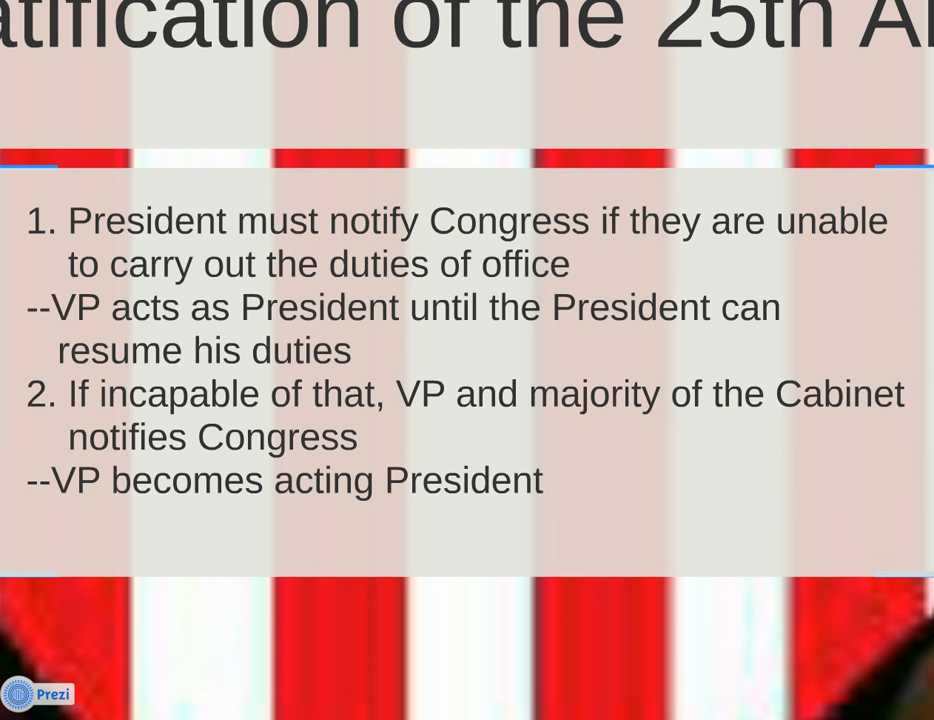 atification of the 25th A
1. President must notify Congress if they are unable
to carry out the duties of office
--VP acts as President until the President can
resume his duties
2. If incapable of that, VP and majority of the Cabinet
notifies Congress
--VP becomes acting President
Prezi